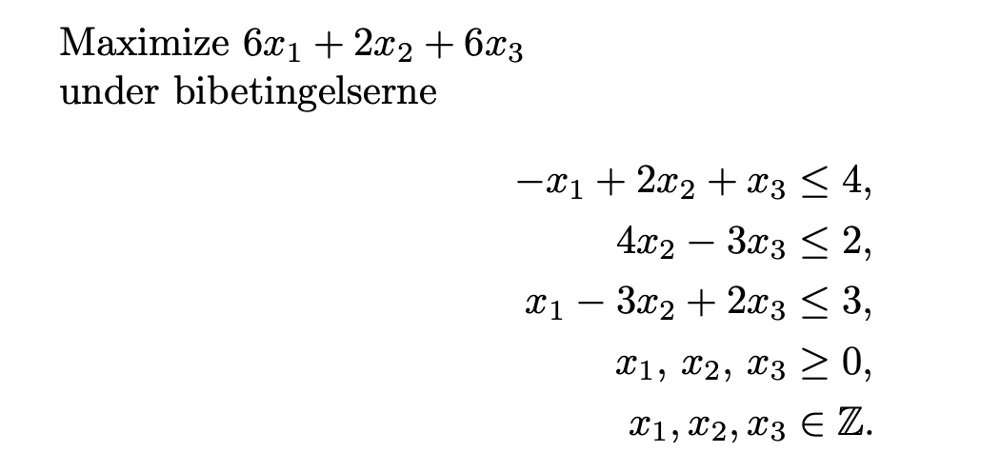 Maximize 6x₁ + 2x₂ + 6x₃
under bibetingelserne
−x₁ + 2x₂ + x₃ ≤ 4,
4x₂ − 3x₃ ≤ 2,
x₁ − 3x₂ + 2x₃ ≤ 3,
x₁, x₂, x₃ ≥ 0,
x₁, x₂, x₃ ∈ ℤ.